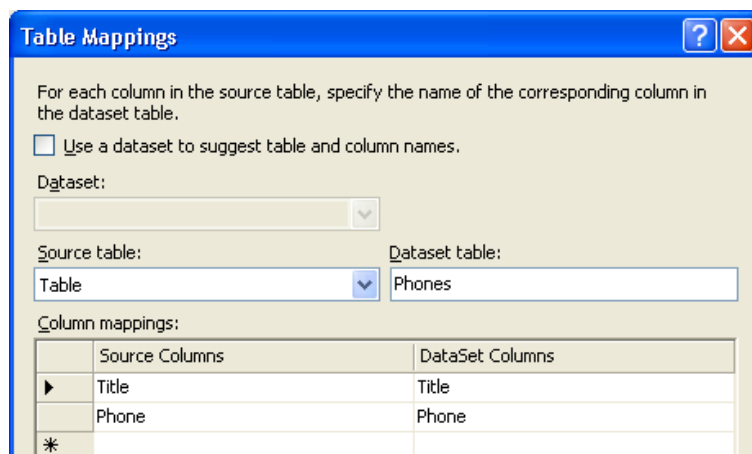 Table Mappings
For each column in the source table, specify the name of the corresponding column in
the dataset table.
Use a dataset to suggest table and column names.
Dataset:
Source table: Dataset table:
Table Phones
Column mappings:
Source Columns DataSet Columns
Title Title
Phone Phone